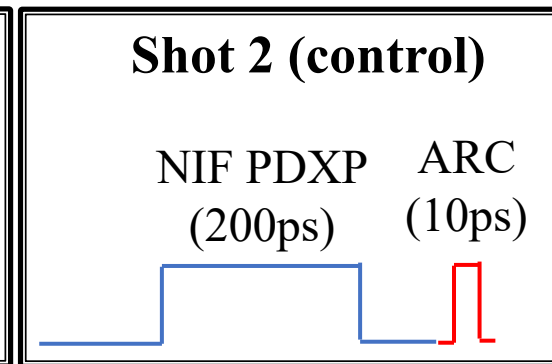 Shot 2 (control)
NIF PDXP
(200ps)
ARC
(10ps)